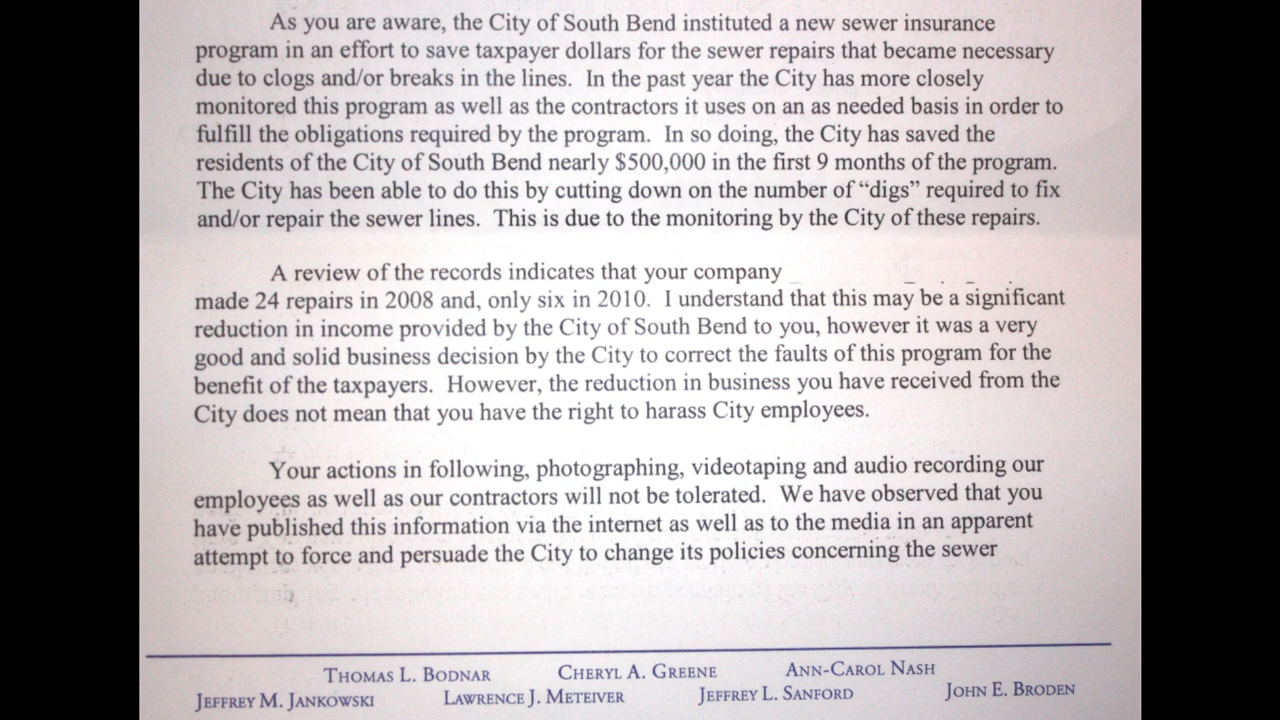 As you are aware, the City of South Bend instituted a new sewer insurance
program in an effort to save taxpayer dollars for the sewer repairs that became necessary
due to clogs and/or breaks in the lines.  In the past year the City has more closely
monitored this program as well as the contractors it uses on an as needed basis in order to
fulfill the obligations required by the program.  In so doing, the City has saved the
residents of the City of South Bend nearly $500,000 in the first 9 months of the program.
The City has been able to do this by cutting down on the number of “digs” required to fix
and/or repair the sewer lines.  This is due to the monitoring by the City of these repairs.
A review of the records indicates that your company
made 24 repairs in 2008 and, only six in 2010.  I understand that this may be a significant
reduction in income provided by the City of South Bend to you, however it was a very
good and solid business decision by the City to correct the faults of this program for the
benefit of the taxpayers.  However, the reduction in business you have received from the
City does not mean that you have the right to harass City employees.
Your actions in following, photographing, videotaping and audio recording our
employees as well as our contractors will not be tolerated.  We have observed that you
have published this information via the internet as well as to the media in an apparent
attempt to force and persuade the City to change its policies concerning the sewer
THOMAS L. BODNAR CHERYL A. GREENE ANN-CAROL NASH
JEFFREY M. JANKOWSKI LAWRENCE J. METEIVER JEFFREY L. SANFORD JOHN E. BRODEN